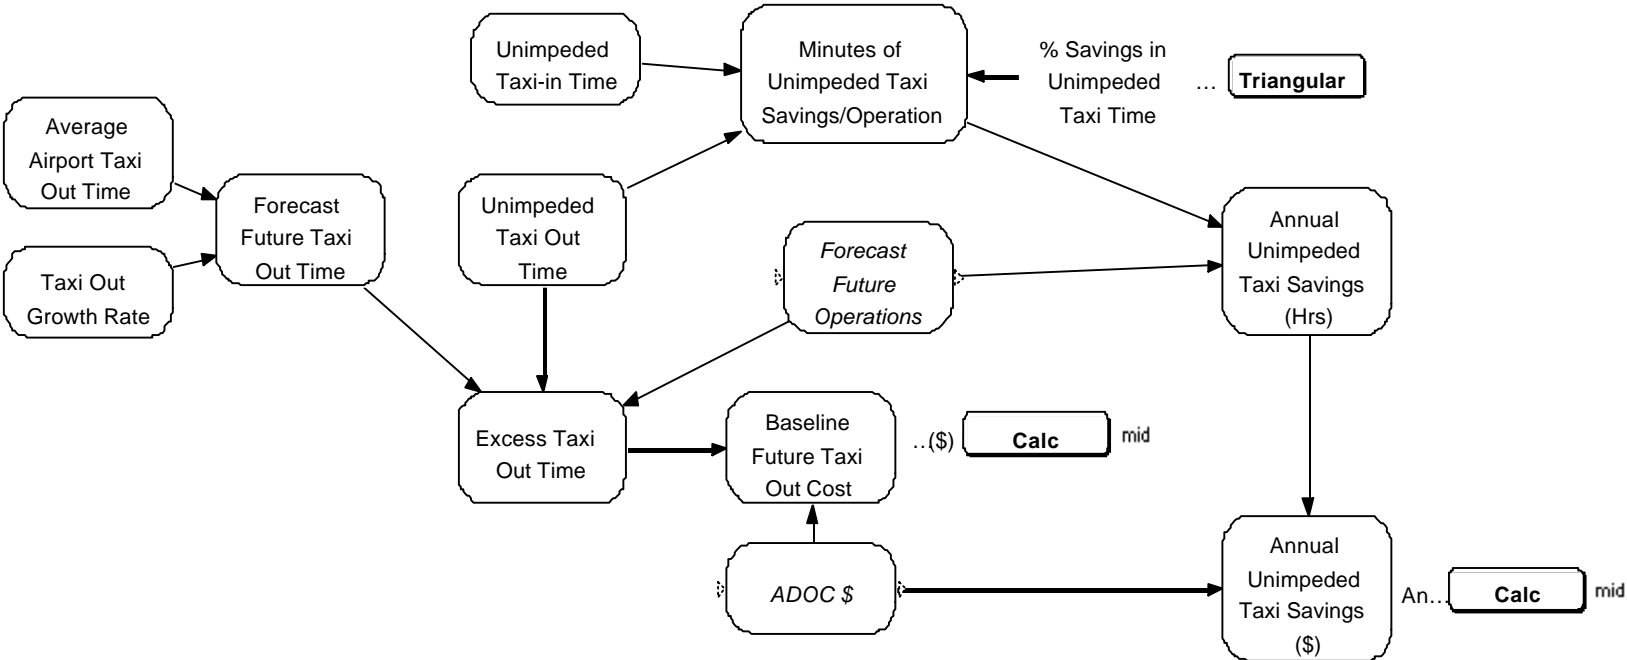 Unimpeded
Taxi-in Time
Minutes of
Unimpeded Taxi
Savings/Operation
% Savings in
Unimpeded
Taxi Time
...
Triangular
Average
Airport Taxi
Out Time
Forecast
Future Taxi
Out Time
Unimpeded
Taxi Out
Time
Forecast
Future
Operations
Annual
Unimpeded
Taxi Savings
(Hrs)
Taxi Out
Growth Rate
Excess Taxi
Out Time
Baseline
Future Taxi
Out Cost
...($)
Calc
mid
ADOC $
Annual
Unimpeded
Taxi Savings
($)
An...
Calc
mid